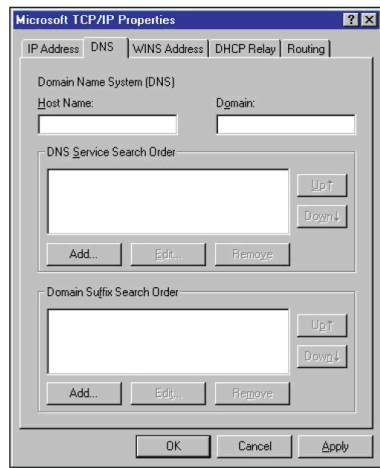 Microsoft TCP/IP Properties
IP Address DNS WINS Address DHCP Relay Routing
Domain Name System (DNS)
Host Name: Domain:
DNS Service Search Order
Up↑
Down↓
Add... Edit... Remove
Domain Suffix Search Order
Up↑
Down↓
Add... Edit... Remove
OK Cancel Apply